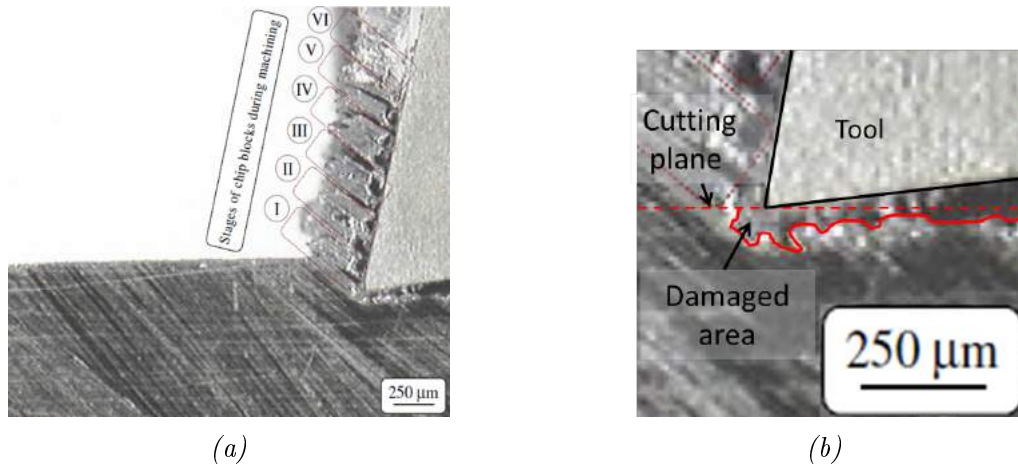 Stages of chip blocks during machining
VI
V
IV
III
II
I
250 μm
(a)
Cutting
plane
Tool
Damaged
area
250 μm
(b)